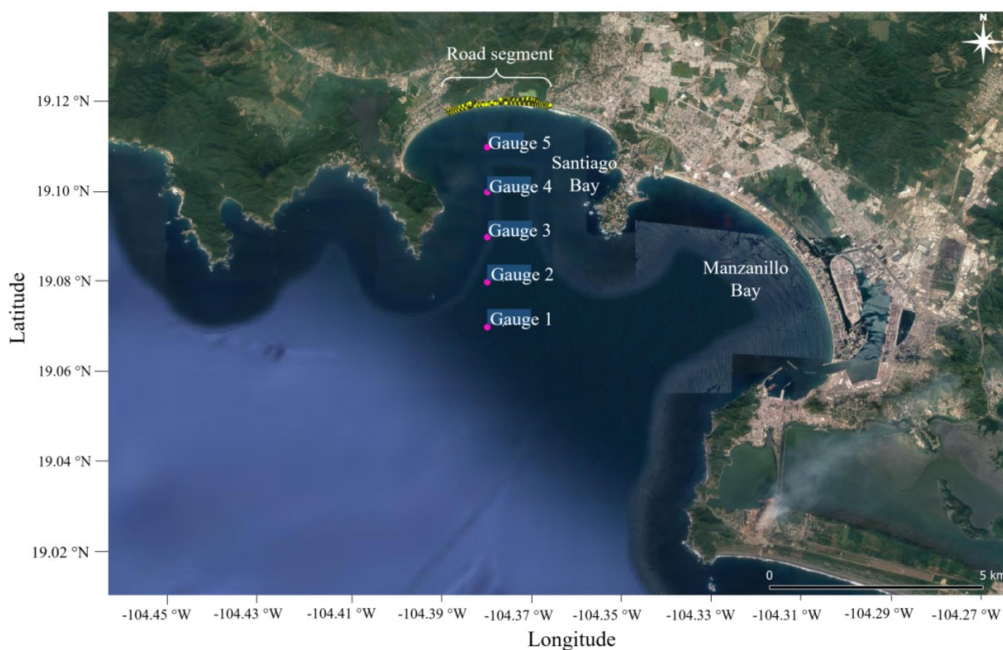 N
Road segment
19.12 °N
Gauge 5
Santiago
Bay
19.10 °N
Gauge 4
Gauge 3
19.08 °N
Gauge 2
Manzanillo
Bay
Gauge 1
19.06 °N
19.04 °N
19.02 °N
Latitude
0
5 km
-104.45 °W
-104.43 °W
-104.41 °W
-104.39 °W
-104.37 °W
-104.35 °W
-104.33 °W
-104.31 °W
-104.29 °W
-104.27 °W
Longitude